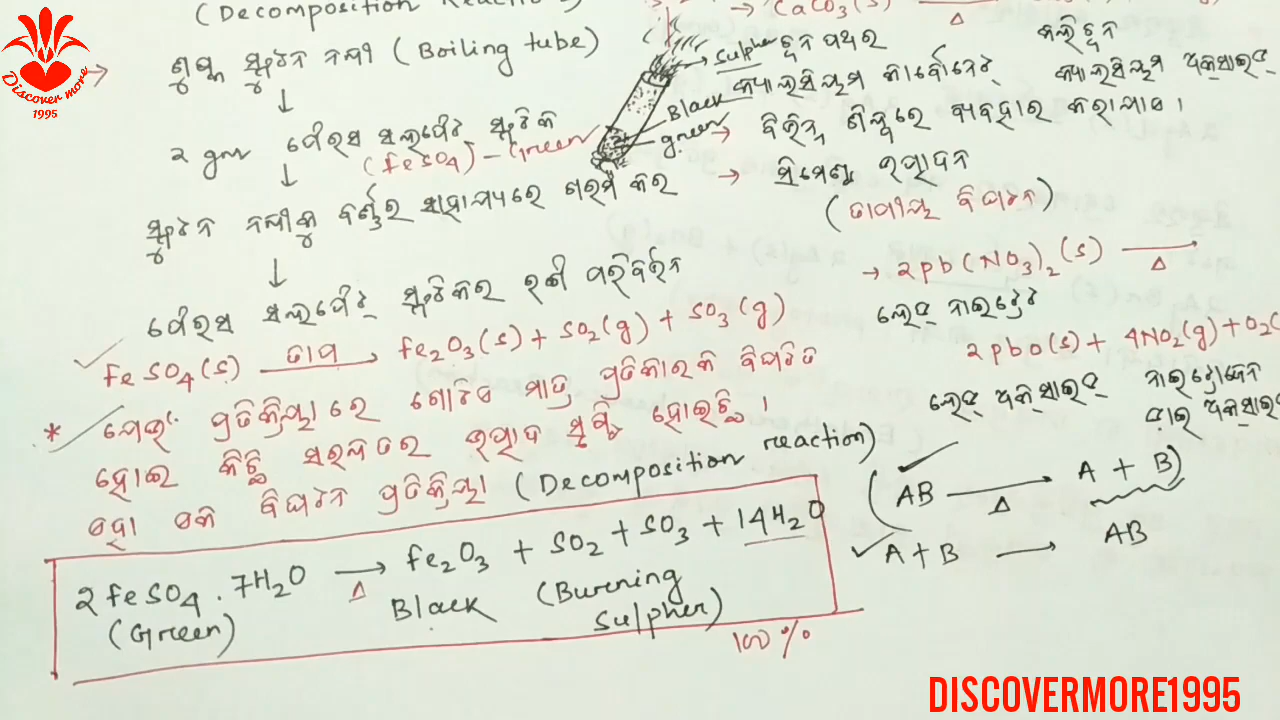 (Decomposition Reaction)
→ ଶୁଷ୍କ ସ୍ଫୁଟନ ନଳୀ (Boiling tube)
↓
2 gm ଫେରସ ସଲଫେଟ ସ୍ଫଟିକ
(FeSO4) - Green
↓
ସ୍ଫୁଟନ ନଳୀକୁ ବର୍ଣ୍ଣର ସାହାଯ୍ୟରେ ଗରମ କର
↓
ଫେରସ ସଲଫେଟ୍ ସ୍ଫଟିକର ରଙ୍ଗ ପରିବର୍ତ୍ତନ
FeSO4(s) ତାପ → Fe2O3(s) + SO2(g) + SO3(g)
* ଯେଉଁ ପ୍ରତିକ୍ରିୟାରେ ଗୋଟିଏ ମାତ୍ର ପ୍ରତିକାରକ ବିଘଟିତ
ହୋଇ କିଛି ସରଳତର ଉତ୍ପାଦ ସୃଷ୍ଟି ହୋଇଛି ।
ଏହା ଏକ ବିଘଟନ ପ୍ରତିକ୍ରିୟା (Decomposition reaction)
2FeSO4 . 7H2O →Δ Fe2O3 + SO2 + SO3 + 14H2O
(Green) Black (Burning
Sulpher)
100%
Sulpher
Black
green
→ CaCO3(s) Δ
ଚୂନ ପଥର କଲିଚୂନ
କ୍ୟାଲସିୟମ କାର୍ବୋନେଟ୍ କ୍ୟାଲସିୟମ ଅକ୍ସାଇଡ୍
→ ବିଭିନ୍ନ ଶିଳ୍ପରେ ବ୍ୟବହାର କରାଯାଏ ।
→ ସିମେଣ୍ଟ ଉତ୍ପାଦନ
(ତାପୀୟ ବିଘଟନ)
→ 2pb(NO3)2(s) →Δ
ଲେଡ୍ ନାଇଟ୍ରେଟ
2pbO(s) + 4NO2(g) + O2(
ଲେଡ୍ ଅକ୍ସାଇଡ୍ ନାଇଟ୍ରୋଜେନ
ଡାଇ ଅକ୍ସାଇଡ
(AB →Δ A + B)
A + B → AB
Discover more
1995
DISCOVERMORE1995